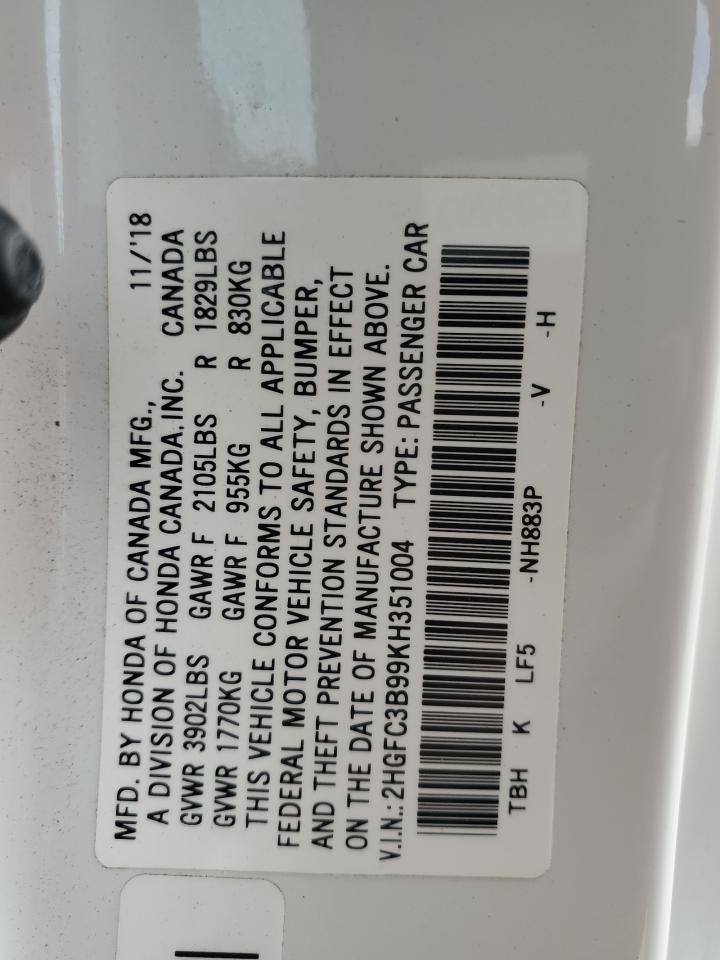 MFD. BY HONDA OF CANADA MFG., 11/'18
A DIVISION OF HONDA CANADA, INC. CANADA
GVWR 3902LBS GAWR F 2105LBS R 1829LBS
GVWR 1770KG GAWR F 955KG R 830KG
THIS VEHICLE CONFORMS TO ALL APPLICABLE
FEDERAL MOTOR VEHICLE SAFETY, BUMPER,
AND THEFT PREVENTION STANDARDS IN EFFECT
ON THE DATE OF MANUFACTURE SHOWN ABOVE.
V.I.N.: 2HGFC3B99KH351004 TYPE: PASSENGER CAR
TBH K LF5 -NH883P -V -H